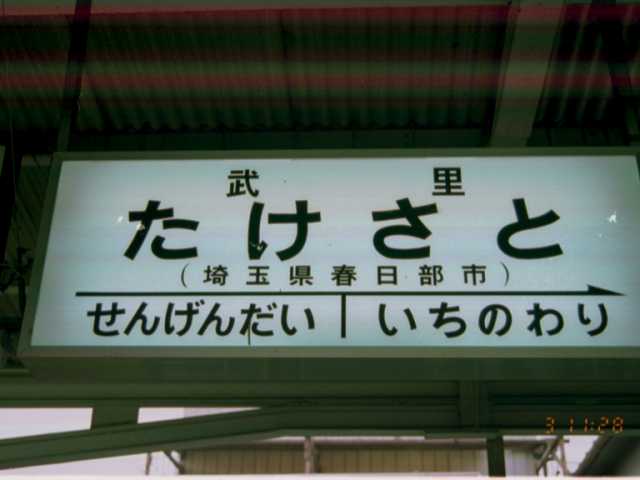 武里
たけさと
(埼玉県春日部市)
せんげんだい いちのわり
3 11:28